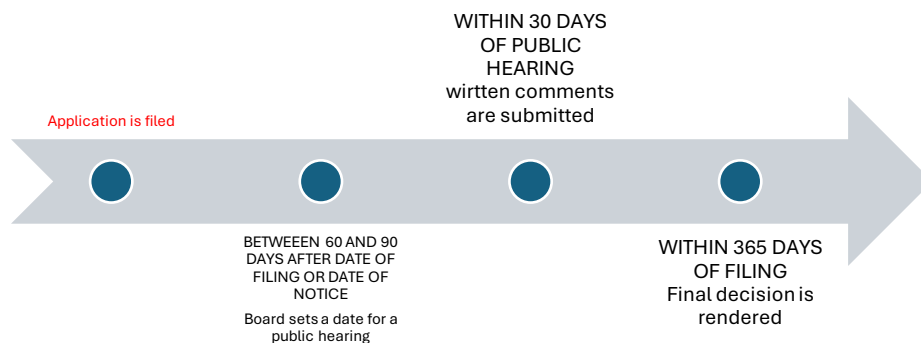 Application is filed
BETWEEEN 60 AND 90
DAYS AFTER DATE OF
FILING OR DATE OF
NOTICE
Board sets a date for a
public hearing
WITHIN 30 DAYS
OF PUBLIC
HEARING
wirtten comments
are submitted
WITHIN 365 DAYS
OF FILING
Final decision is
rendered